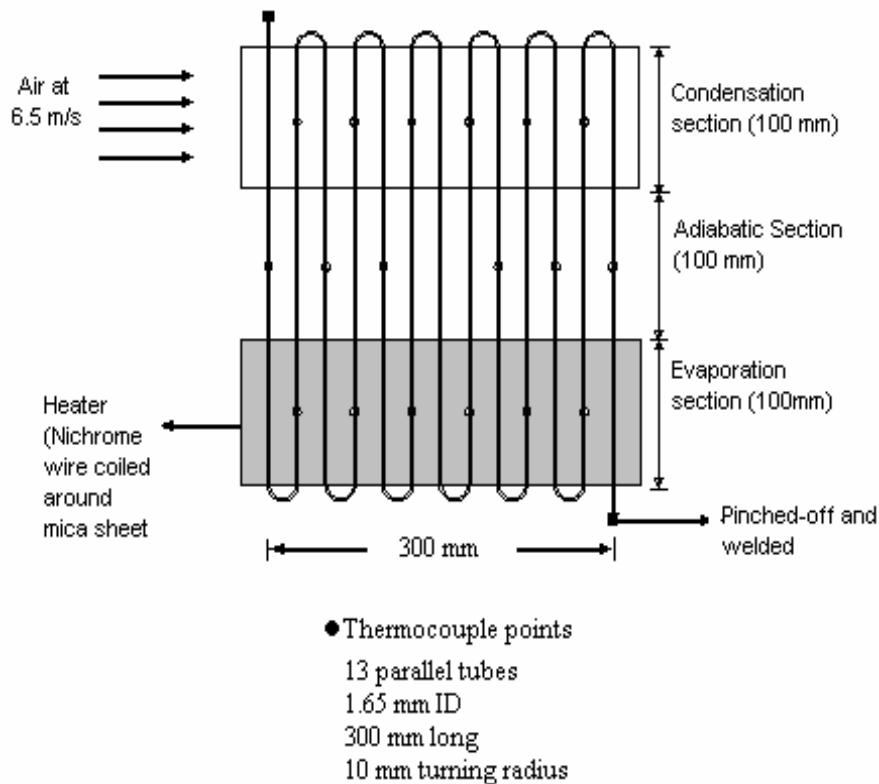 Air at
6.5 m/s
Condensation
section (100 mm)
Adiabatic Section
(100 mm)
Evaporation
section (100mm)
Heater
(Nichrome
wire coiled
around
mica sheet
Pinched-off and
welded
300 mm
Thermocouple points
13 parallel tubes
1.65 mm ID
300 mm long
10 mm turning radius